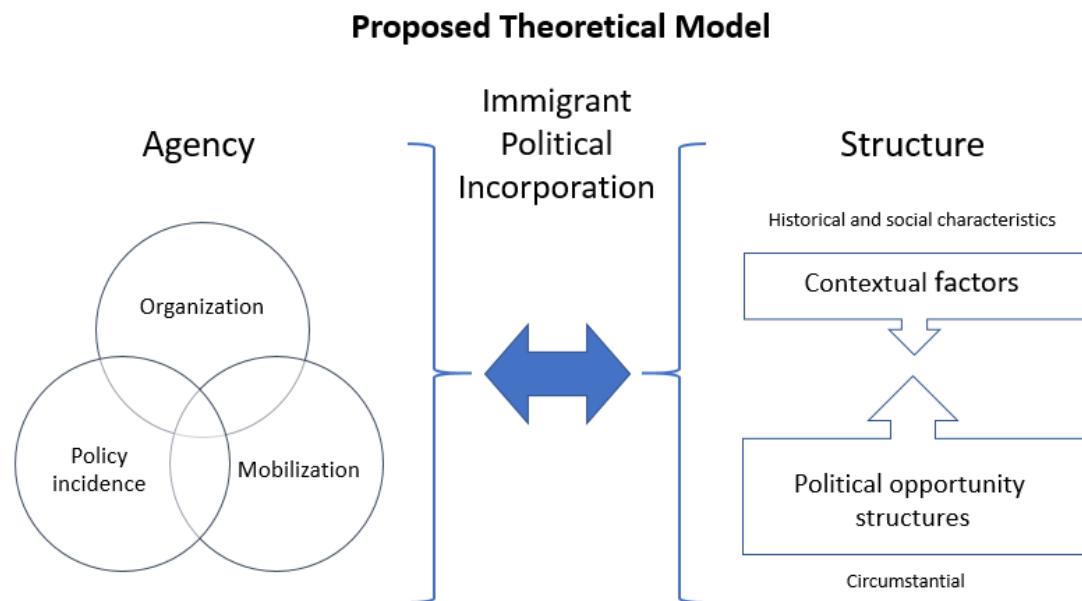 Proposed Theoretical Model
Immigrant
Political
Incorporation
Agency
Organization
Policy
incidence
Mobilization
Structure
Historical and social characteristics
Contextual factors
Political opportunity
structures
Circumstantial